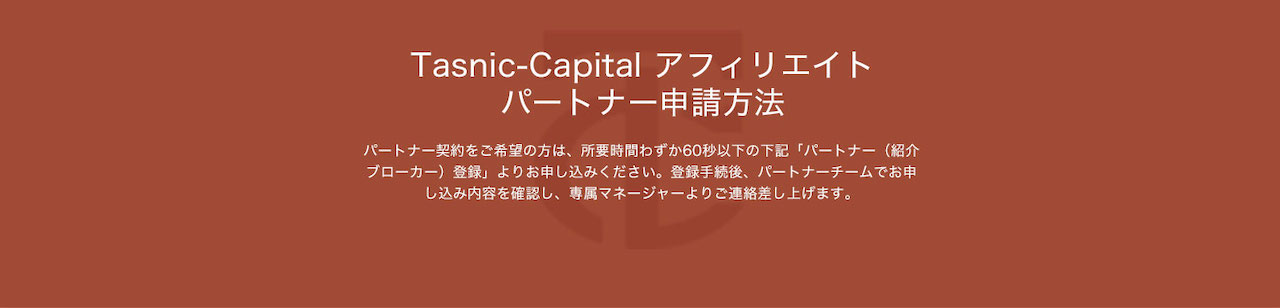 Tasnic-Capital アフィリエイト
パートナー申請方法
パートナー契約をご希望の方は、所要時間わずか60秒以下の下記「パートナー（紹介
ブローカー）登録」よりお申し込みください。登録手続後、パートナーチームでお申
し込み内容を確認し、専属マネージャーよりご連絡差し上げます。